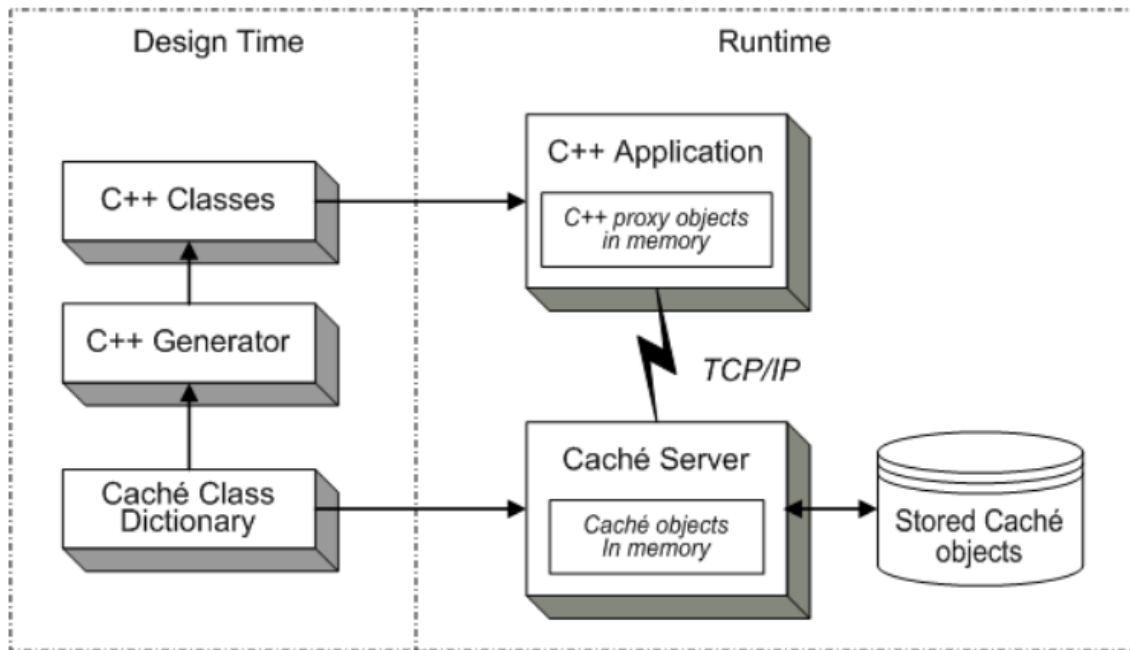 Design Time
Runtime
C++ Application
C++ Classes
C++ proxy objects
in memory
C++ Generator
TCP/IP
Caché Server
Caché Class
Dictionary
Caché objects
In memory
Stored Caché
objects